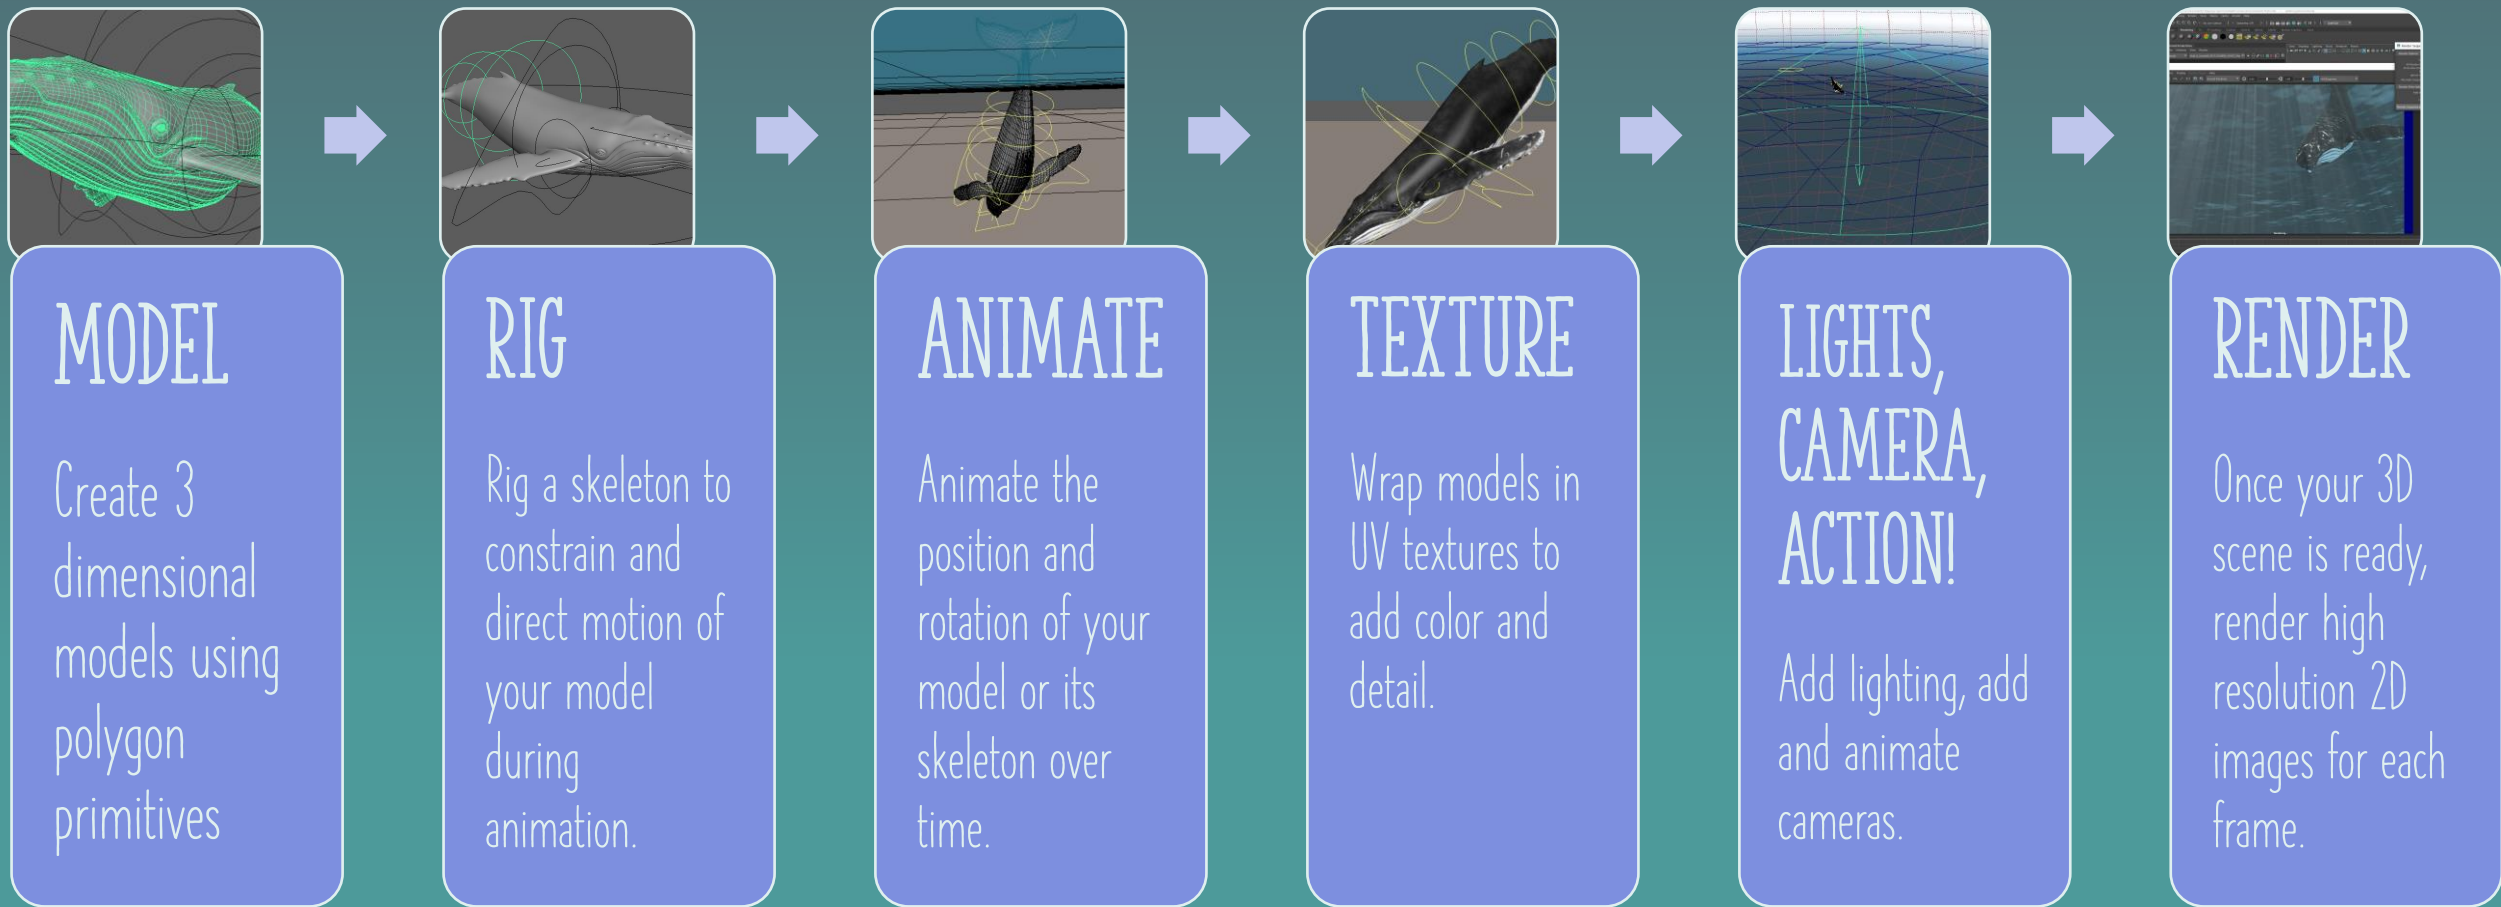 MODEL
Create 3
dimensional
models using
polygon
primitives
RIG
Rig a skeleton to
constrain and
direct motion of
your model
during
animation.
ANIMATE
Animate the
position and
rotation of your
model or its
skeleton over
time.
TEXTURE
Wrap models in
UV textures to
add color and
detail.
LIGHTS,
CAMERA,
ACTION!
Add lighting, add
and animate
cameras.
RENDER
Once your 3D
scene is ready,
render high
resolution 2D
images for each
frame.